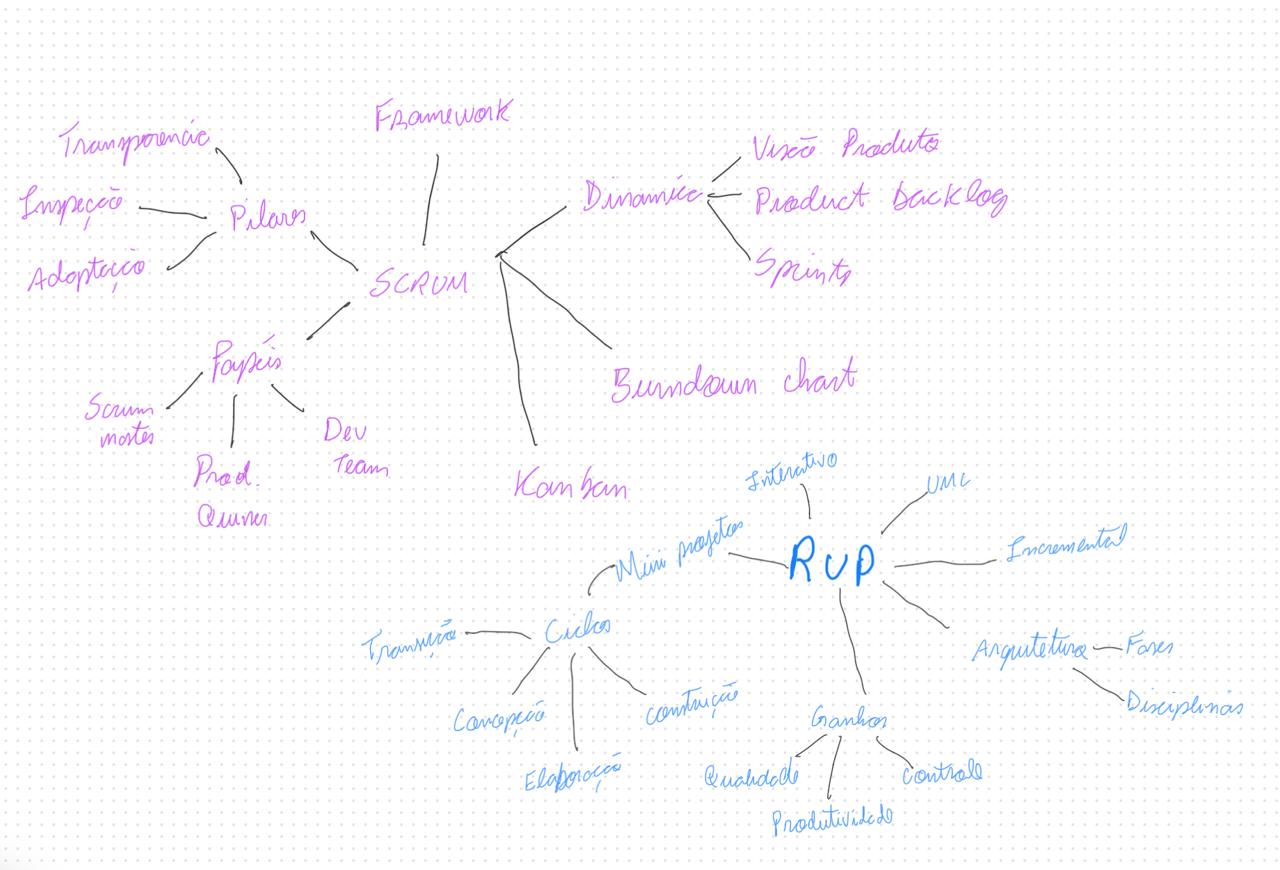 Framework
Transparência
Inspeção
Adaptação
Pilares
SCRUM
Dinamica
Visão Produto
Product Backlog
Sprints
Papéis
Scrum
master
Prod.
Owner
Dev
Team
Burndown chart
Kanban
RUP
Interativo
UML
Incremental
Mini projetos
Ciclos
Transição
Concepção
Elaboração
Construção
Arquitetura
Fases
Disciplinas
Ganhos
Qualidade
Produtividade
Controle